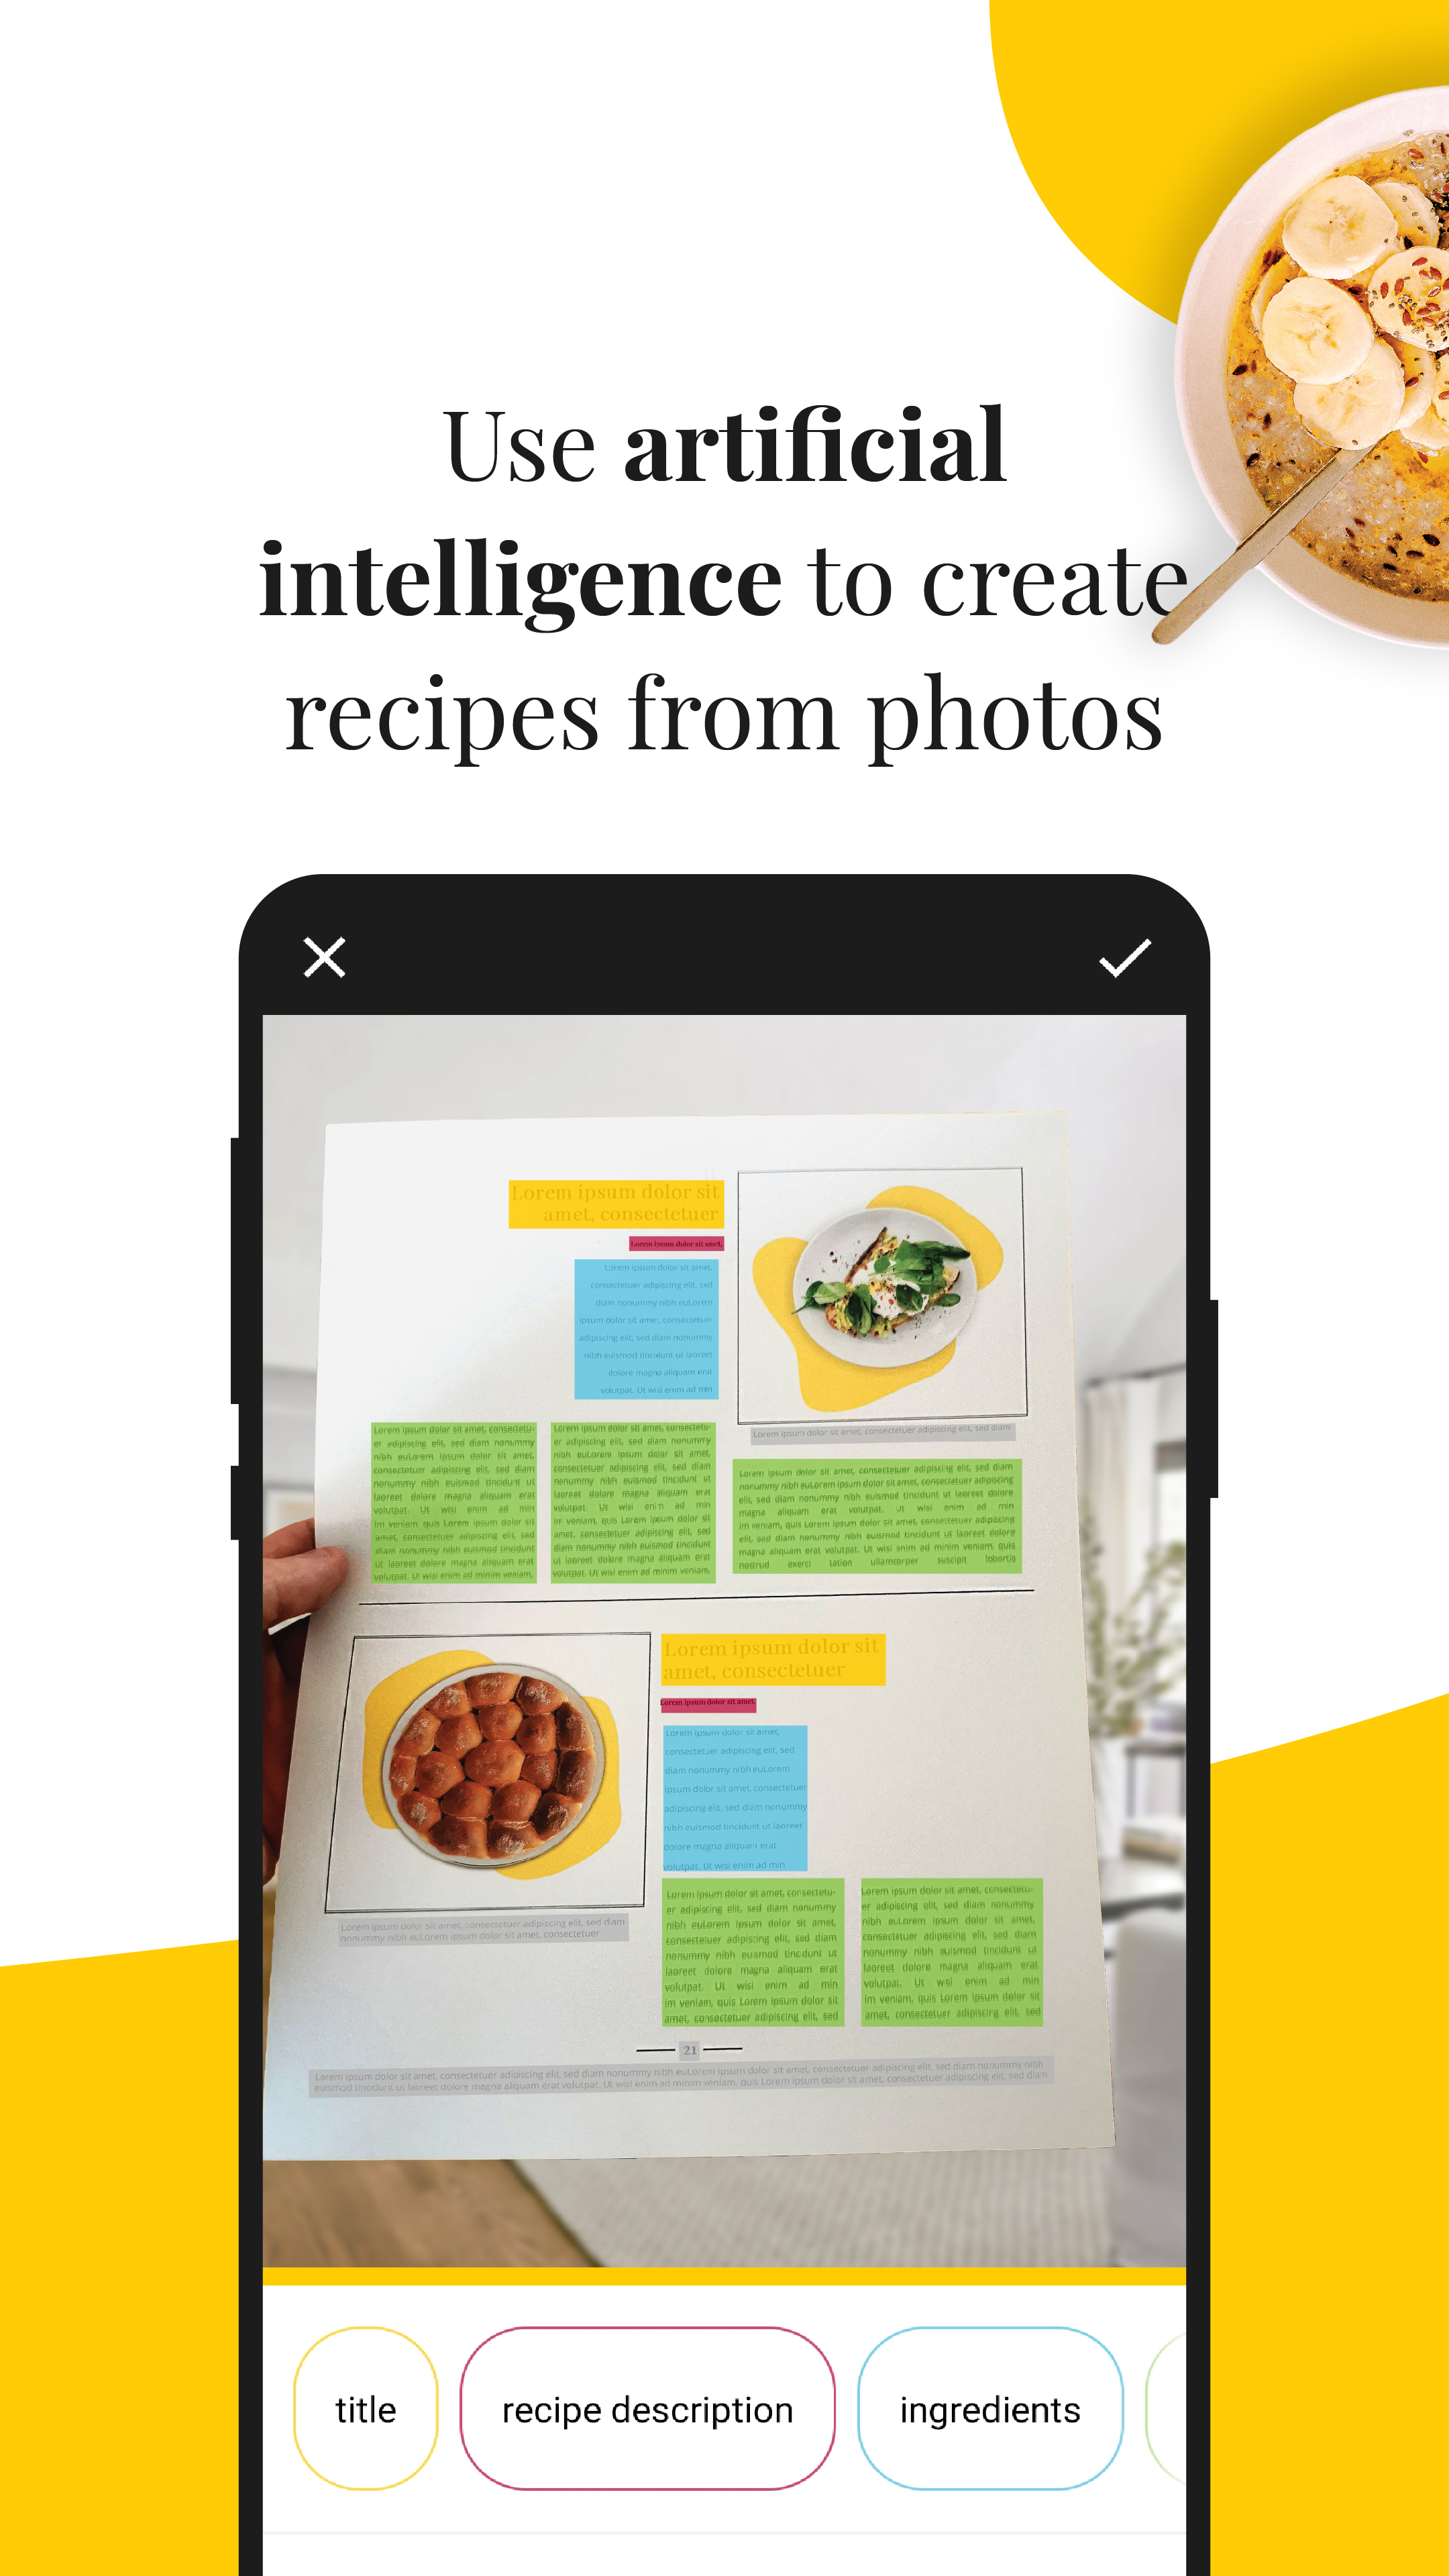 Use artificial
intelligence to create
recipes from photos
Lorem ipsum dolor sit
amet, consectetuer
Lorem ipsum dolor sit amet,
Lorem ipsum dolor sit amet,
consectetuer adipiscing elit, sed
diam nonummy nibh euLorem
ipsum dolor sit amet, consectetuer
adipiscing elit, sed diam nonummy
nibh euismod tincidunt ut laoreet
dolore magna aliquam erat
volutpat. Ut wisi enim ad min
Lorem ipsum dolor sit amet, consectetuer adipiscing elit, sed diam
Lorem ipsum dolor sit amet, consectetu-
er adipiscing elit, sed diam nonummy
nibh euLorem ipsum dolor sit amet,
consectetuer adipiscing elit, sed diam
nonummy nibh euismod tincidunt ut
laoreet dolore magna aliquam erat
volutpat. Ut wisi enim ad min
im veniam, quis Lorem ipsum dolor sit
amet, consectetuer adipiscing elit, sed
diam nonummy nibh euismod tincidunt
ut laoreet dolore magna aliquam erat
volutpat. Ut wisi enim ad minim veniam,
Lorem ipsum dolor sit amet, consectetu-
er adipiscing elit, sed diam nonummy
nibh euLorem ipsum dolor sit amet,
consectetuer adipiscing elit, sed diam
nonummy nibh euismod tincidunt ut
laoreet dolore magna aliquam erat
volutpat. Ut wisi enim ad min
im veniam, quis Lorem ipsum dolor sit
amet, consectetuer adipiscing elit, sed
diam nonummy nibh euismod tincidunt
ut laoreet dolore magna aliquam erat
volutpat. Ut wisi enim ad minim veniam,
Lorem ipsum dolor sit amet, consectetuer adipiscing elit, sed diam
nonummy nibh euLorem ipsum dolor sit amet, consectetuer adipiscing
elit, sed diam nonummy nibh euismod tincidunt ut laoreet dolore
magna aliquam erat volutpat. Ut wisi enim ad min
im veniam, quis Lorem ipsum dolor sit amet, consectetuer adipiscing
elit, sed diam nonummy nibh euismod tincidunt ut laoreet dolore
magna aliquam erat volutpat. Ut wisi enim ad minim veniam, quis
nostrud exerci tation ullamcorper suscipit lobortis
Lorem ipsum dolor sit
amet, consectetuer
Lorem ipsum dolor sit amet,
Lorem ipsum dolor sit amet,
consectetuer adipiscing elit, sed
diam nonummy nibh euLorem
ipsum dolor sit amet, consectetuer
adipiscing elit, sed diam nonummy
nibh euismod tincidunt ut laoreet
dolore magna aliquam erat
volutpat. Ut wisi enim ad min
Lorem ipsum dolor sit amet, consectetuer adipiscing elit, sed diam
nonummy nibh euLorem ipsum dolor sit amet, consectetuer
Lorem ipsum dolor sit amet, consectetu-
er adipiscing elit, sed diam nonummy
nibh euLorem ipsum dolor sit amet,
consectetuer adipiscing elit, sed diam
nonummy nibh euismod tincidunt ut
laoreet dolore magna aliquam erat
volutpat. Ut wisi enim ad min
im veniam, quis Lorem ipsum dolor sit
amet, consectetuer adipiscing elit, sed
Lorem ipsum dolor sit amet, consectetu-
er adipiscing elit, sed diam nonummy
nibh euLorem ipsum dolor sit amet,
consectetuer adipiscing elit, sed diam
nonummy nibh euismod tincidunt ut
laoreet dolore magna aliquam erat
volutpat. Ut wisi enim ad min
im veniam, quis Lorem ipsum dolor sit
amet, consectetuer adipiscing elit, sed
21
Lorem ipsum dolor sit amet, consectetuer adipiscing elit, sed diam nonummy nibh euLorem ipsum dolor sit amet, consectetuer adipiscing elit, sed diam nonummy nibh
euismod tincidunt ut laoreet dolore magna aliquam erat volutpat. Ut wisi enim ad minim veniam, quis Lorem ipsum dolor sit amet, consectetuer adipiscing elit, sed diam
title
recipe description
ingredients